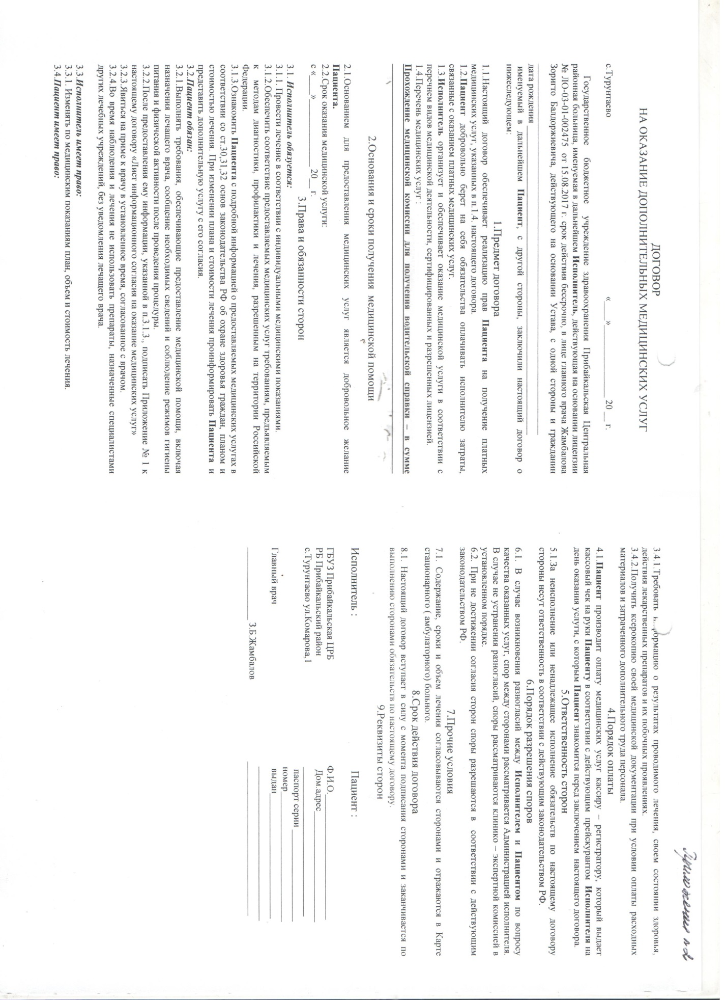 Приложение №2
ДОГОВОР
НА ОКАЗАНИЕ ДОПОЛНИТЕЛЬНЫХ МЕДИЦИНСКИХ УСЛУГ
с.Турунтаево «___»_______________ 20__ г.
Государственное бюджетное учреждение здравоохранения Прибайкальская Центральная
районная больница, именуемая в дальнейшем Исполнитель, действующая на основании лицензии
№ ЛО-03-01-002475 от 15.08.2017 г. срок действия бессрочно, в лице главного врача Жамбалова
Зоригто Балдоржиевича, действующего на основании Устава, с одной стороны и гражданин
______________________________
дата рождения______________________________
именуемый в дальнейшем Пациент, с другой стороны, заключили настоящий договор о
нижеследующем:
1.Предмет договора
1.1.Настоящий договор обеспечивает реализацию прав Пациента на получение платных
медицинских услуг, указанных в п.1.4. настоящего договора.
1.2.Пациент добровольно берет на себя обязательства оплачивать исполнителю затраты,
связанные с оказанием платных медицинских услуг.
1.3.Исполнитель организует и обеспечивает оказание медицинской услуги в соответствии с
перечнем видов медицинской деятельности, сертифицированных и разрешенных лицензией.
1.4.Перечень медицинских услуг :
Прохождение медицинской комиссии для получения водительской справки – в сумме
______________________________
2.Основания и сроки получения медицинской помощи
2.1.Основанием для предоставления медицинских услуг является добровольное желание
Пациента.
2.2.Срок оказания медицинской услуги:
с«___»_______________ 20__ г.
3.Права и обязанности сторон
3.1. Исполнитель обязуется:
3.1.1. Провести лечение в соответствии с индивидуальными медицинскими показаниями.
3.1.2.Обеспечить соответствие предоставляемых медицинских услуг требованиям, предъявляемым
к методам диагностики, профилактики и лечения, разрешенным на территории Российской
Федерации.
3.1.3.Ознакомить Пациента с подробной информацией о предоставляемых медицинских услугах в
соответствии со ст.30,31,32 основ законодательства РФ об охране здоровья граждан, планом и
стоимостью лечения. При изменении плана и стоимости лечения проинформировать Пациента и
представить дополнительную услугу с его согласия.
3.2.Пациент обязан:
3.2.1.Выполнять требования, обеспечивающие предоставление медицинской помощи, включая
назначения лечащего врача, сообщение необходимых сведений и соблюдение режимов гигиены
питания и физической активности после проведения процедуры.
3.2.2.После предоставления ему информации, указанной в п.3.1.3., подписать Приложение № 1 к
настоящему договору «Лист информационного согласия на оказание медицинских услуг»
3.2.3.Явиться на приме к врачу в установленное время, согласованное с врачом.
3.2.4.Во время наблюдения и лечения не использовать препараты, назначенные специалистами
других лечебных учреждений, без уведомления лечащего врача.
3.3.Исполнитель имеет право:
3.3.1. Изменять по медицинским показаниям план, объем и стоимость лечения.
3.4.Пациент имеет право:
3.4.1.Требовать о результатах проводимого лечения, своем состоянии здоровья,
действия лекарственных препаратов и их побочных проявлениях.
3.4.2.Получить ксерокопию своей медицинской документации при условии оплаты расходных
материалов и затраченного дополнительного труда персонала.
4.Порядок оплаты
4.1.Пациент производит оплату медицинских услуг кассиру – регистратору, который выдает
кассовый чек на руки Пациенту в соответствии с действующим прейскурантом Исполнителя на
день оказания услуги, с которым Пациент знакомится перед заключением настоящего договора.
5.Ответственность сторон
5.1.За неисполнение или ненадлежащее исполнение обязательств по настоящему договору
стороны несут ответственность в соответствии с действующим законодательством РФ.
6.Порядок разрешения споров
6.1. В случае возникновения разногласий между Исполнителем и Пациентом по вопросу
качества оказанных услуг, спор между сторонами рассматривается Администрацией исполнителя.
В случае не устранения разногласий, споры рассматриваются клинико – экспертной комиссией в
установленном порядке.
6.2. При не достижении согласия сторон споры разрешаются в соответствии с действующим
законодательством РФ.
7.Прочие условия
7.1. Содержание, сроки и объем лечения согласовываются сторонами и отражаются в Карте
стационарного ( амбулаторного) больного.
8.Срок действия договора
8.1. Настоящий договор вступает в силу с момента подписания сторонами и заканчивается по
выполнению сторонами обязательств по настоящему договору.
9.Реквизиты сторон
Исполнитель : Пациент :
ГБУЗ Прибайкальская ЦРБ Ф.И.О.______________________________
РБ Прибайкальский район Дом.адрес______________________________
с.Турунтаево ул.Комарова,1
паспорт серии______________________________
номер______________________________
Главный врач выдан______________________________
_______________ З.Б.Жамбалов